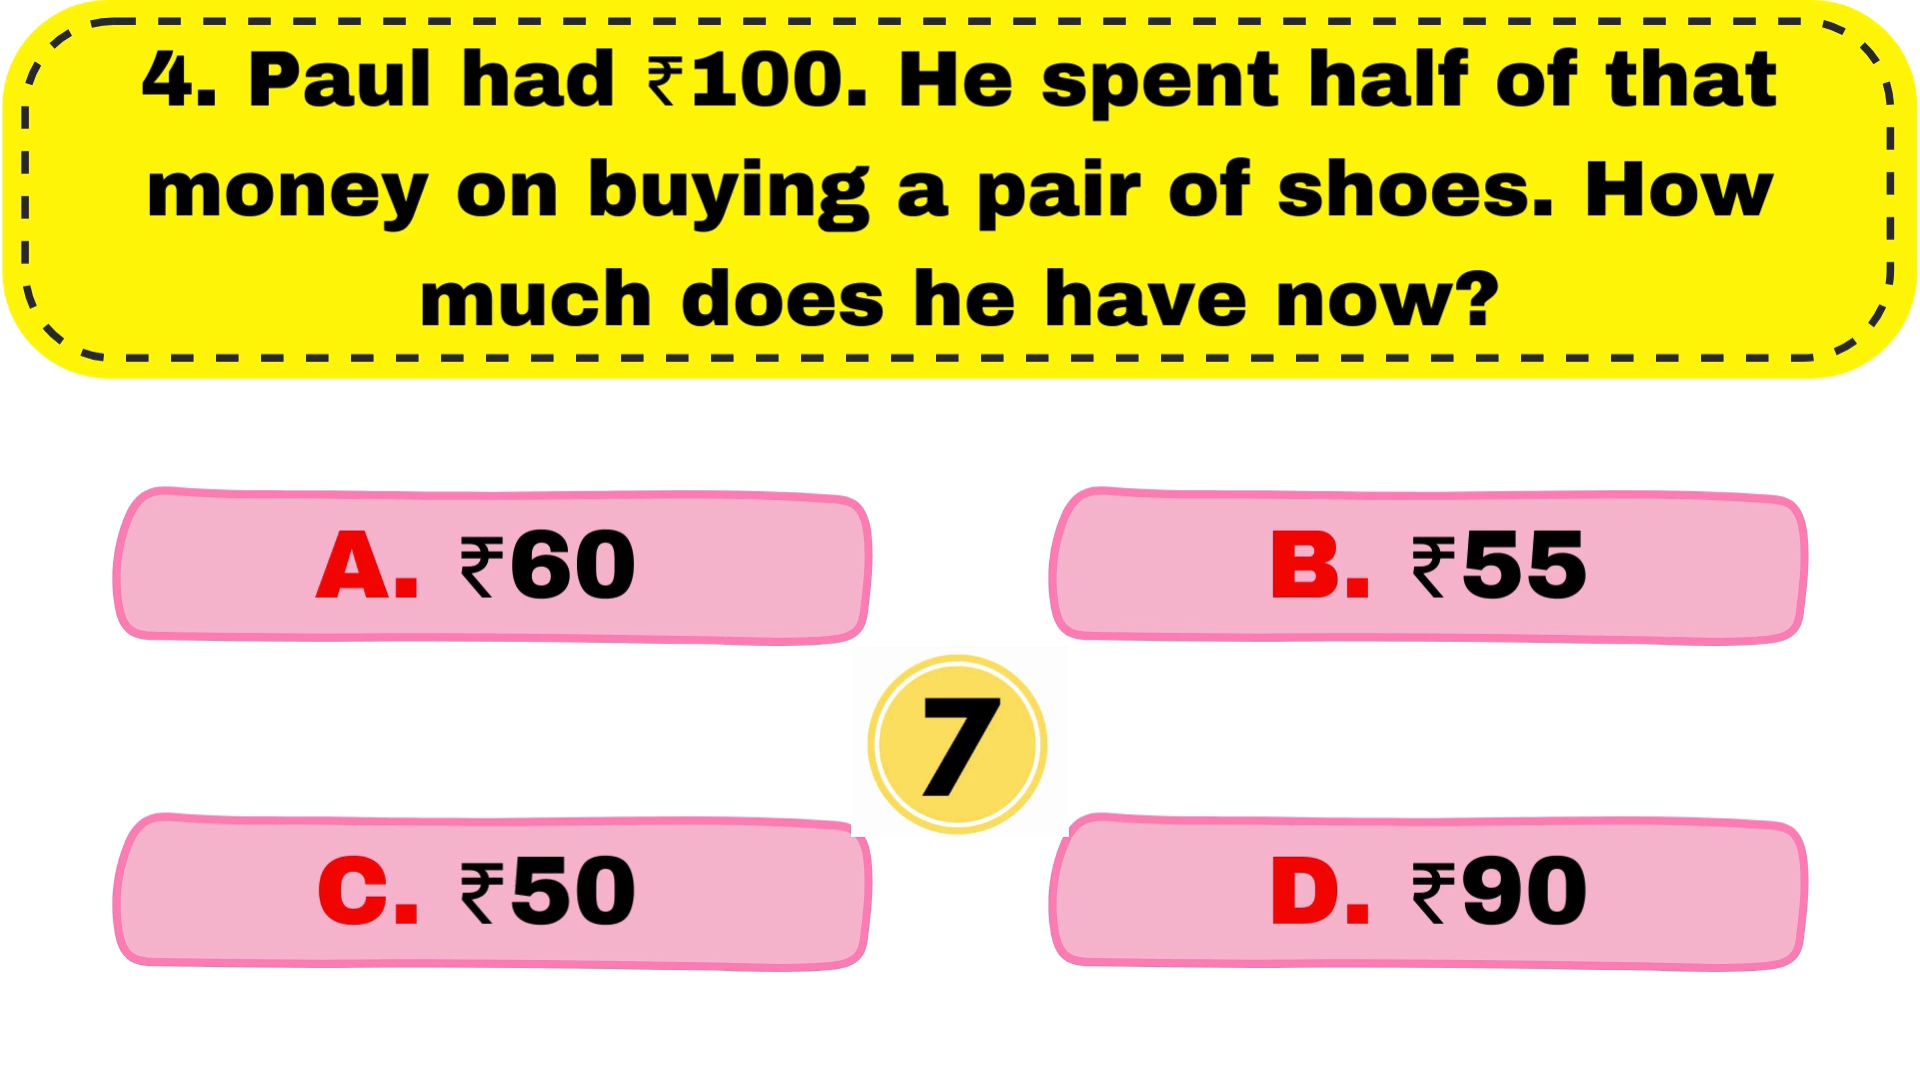 4. Paul had ₹100. He spent half of that
money on buying a pair of shoes. How
much does he have now?
A. ₹60
B. ₹55
7
C. ₹50
D. ₹90